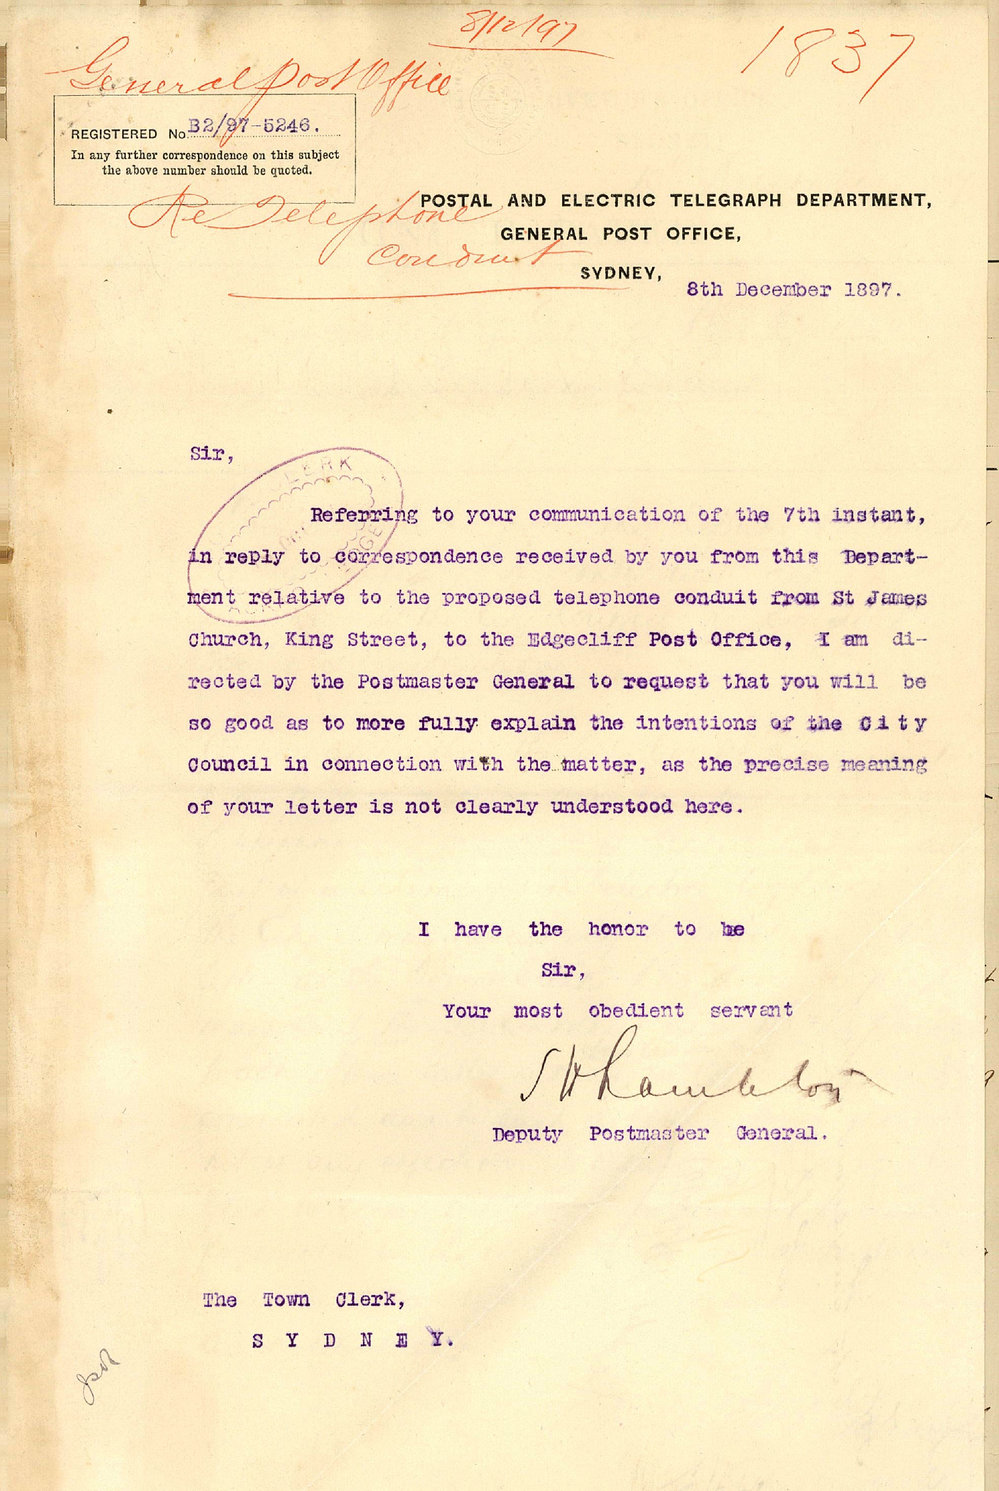 8/12/97
1837
General Post Office
REGISTERED No. B2/97-5246.
In any further correspondence on this subject
the above number should be quoted.
Re Telephone
Conduit
POSTAL AND ELECTRIC TELEGRAPH DEPARTMENT,
GENERAL POST OFFICE,
SYDNEY,
8th December 1897.
Sir,
CLERK
Referring to your communication of the 7th instant,
in reply to correspondence received by you from this Depart-
ment relative to the proposed telephone conduit from St James
Church, King Street, to the Edgecliff Post Office, I am di-
rected by the Postmaster General to request that you will be
so good as to more fully explain the intentions of the City
Council in connection with the matter, as the precise meaning
of your letter is not clearly understood here.
I have the honor to be
Sir,
Your most obedient servant
S H Lambton
Deputy Postmaster General.
The Town Clerk,
SYDNEY.